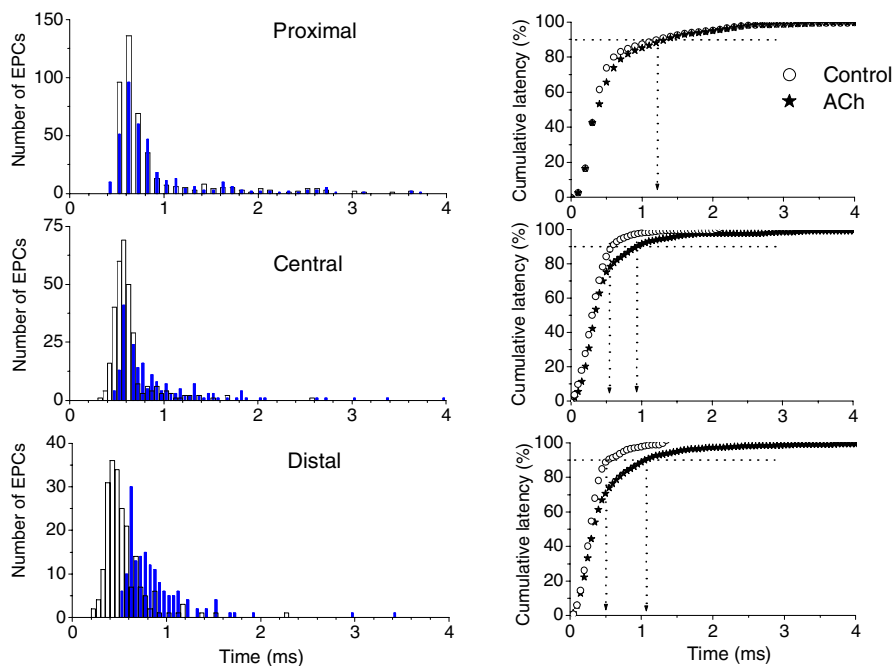 Proximal
Number of EPCs
150
100
50
0
0 1 2 3 4
Cumulative latency (%)
100
80
60
40
20
0
0 1 2 3 4
Control
ACh
Central
Number of EPCs
75
50
25
0
0 1 2 3 4
Cumulative latency (%)
100
80
60
40
20
0
0 1 2 3 4
Distal
Number of EPCs
40
30
20
10
0
0 1 2 3 4
Time (ms)
Cumulative latency (%)
100
80
60
40
20
0
0 1 2 3 4
Time (ms)